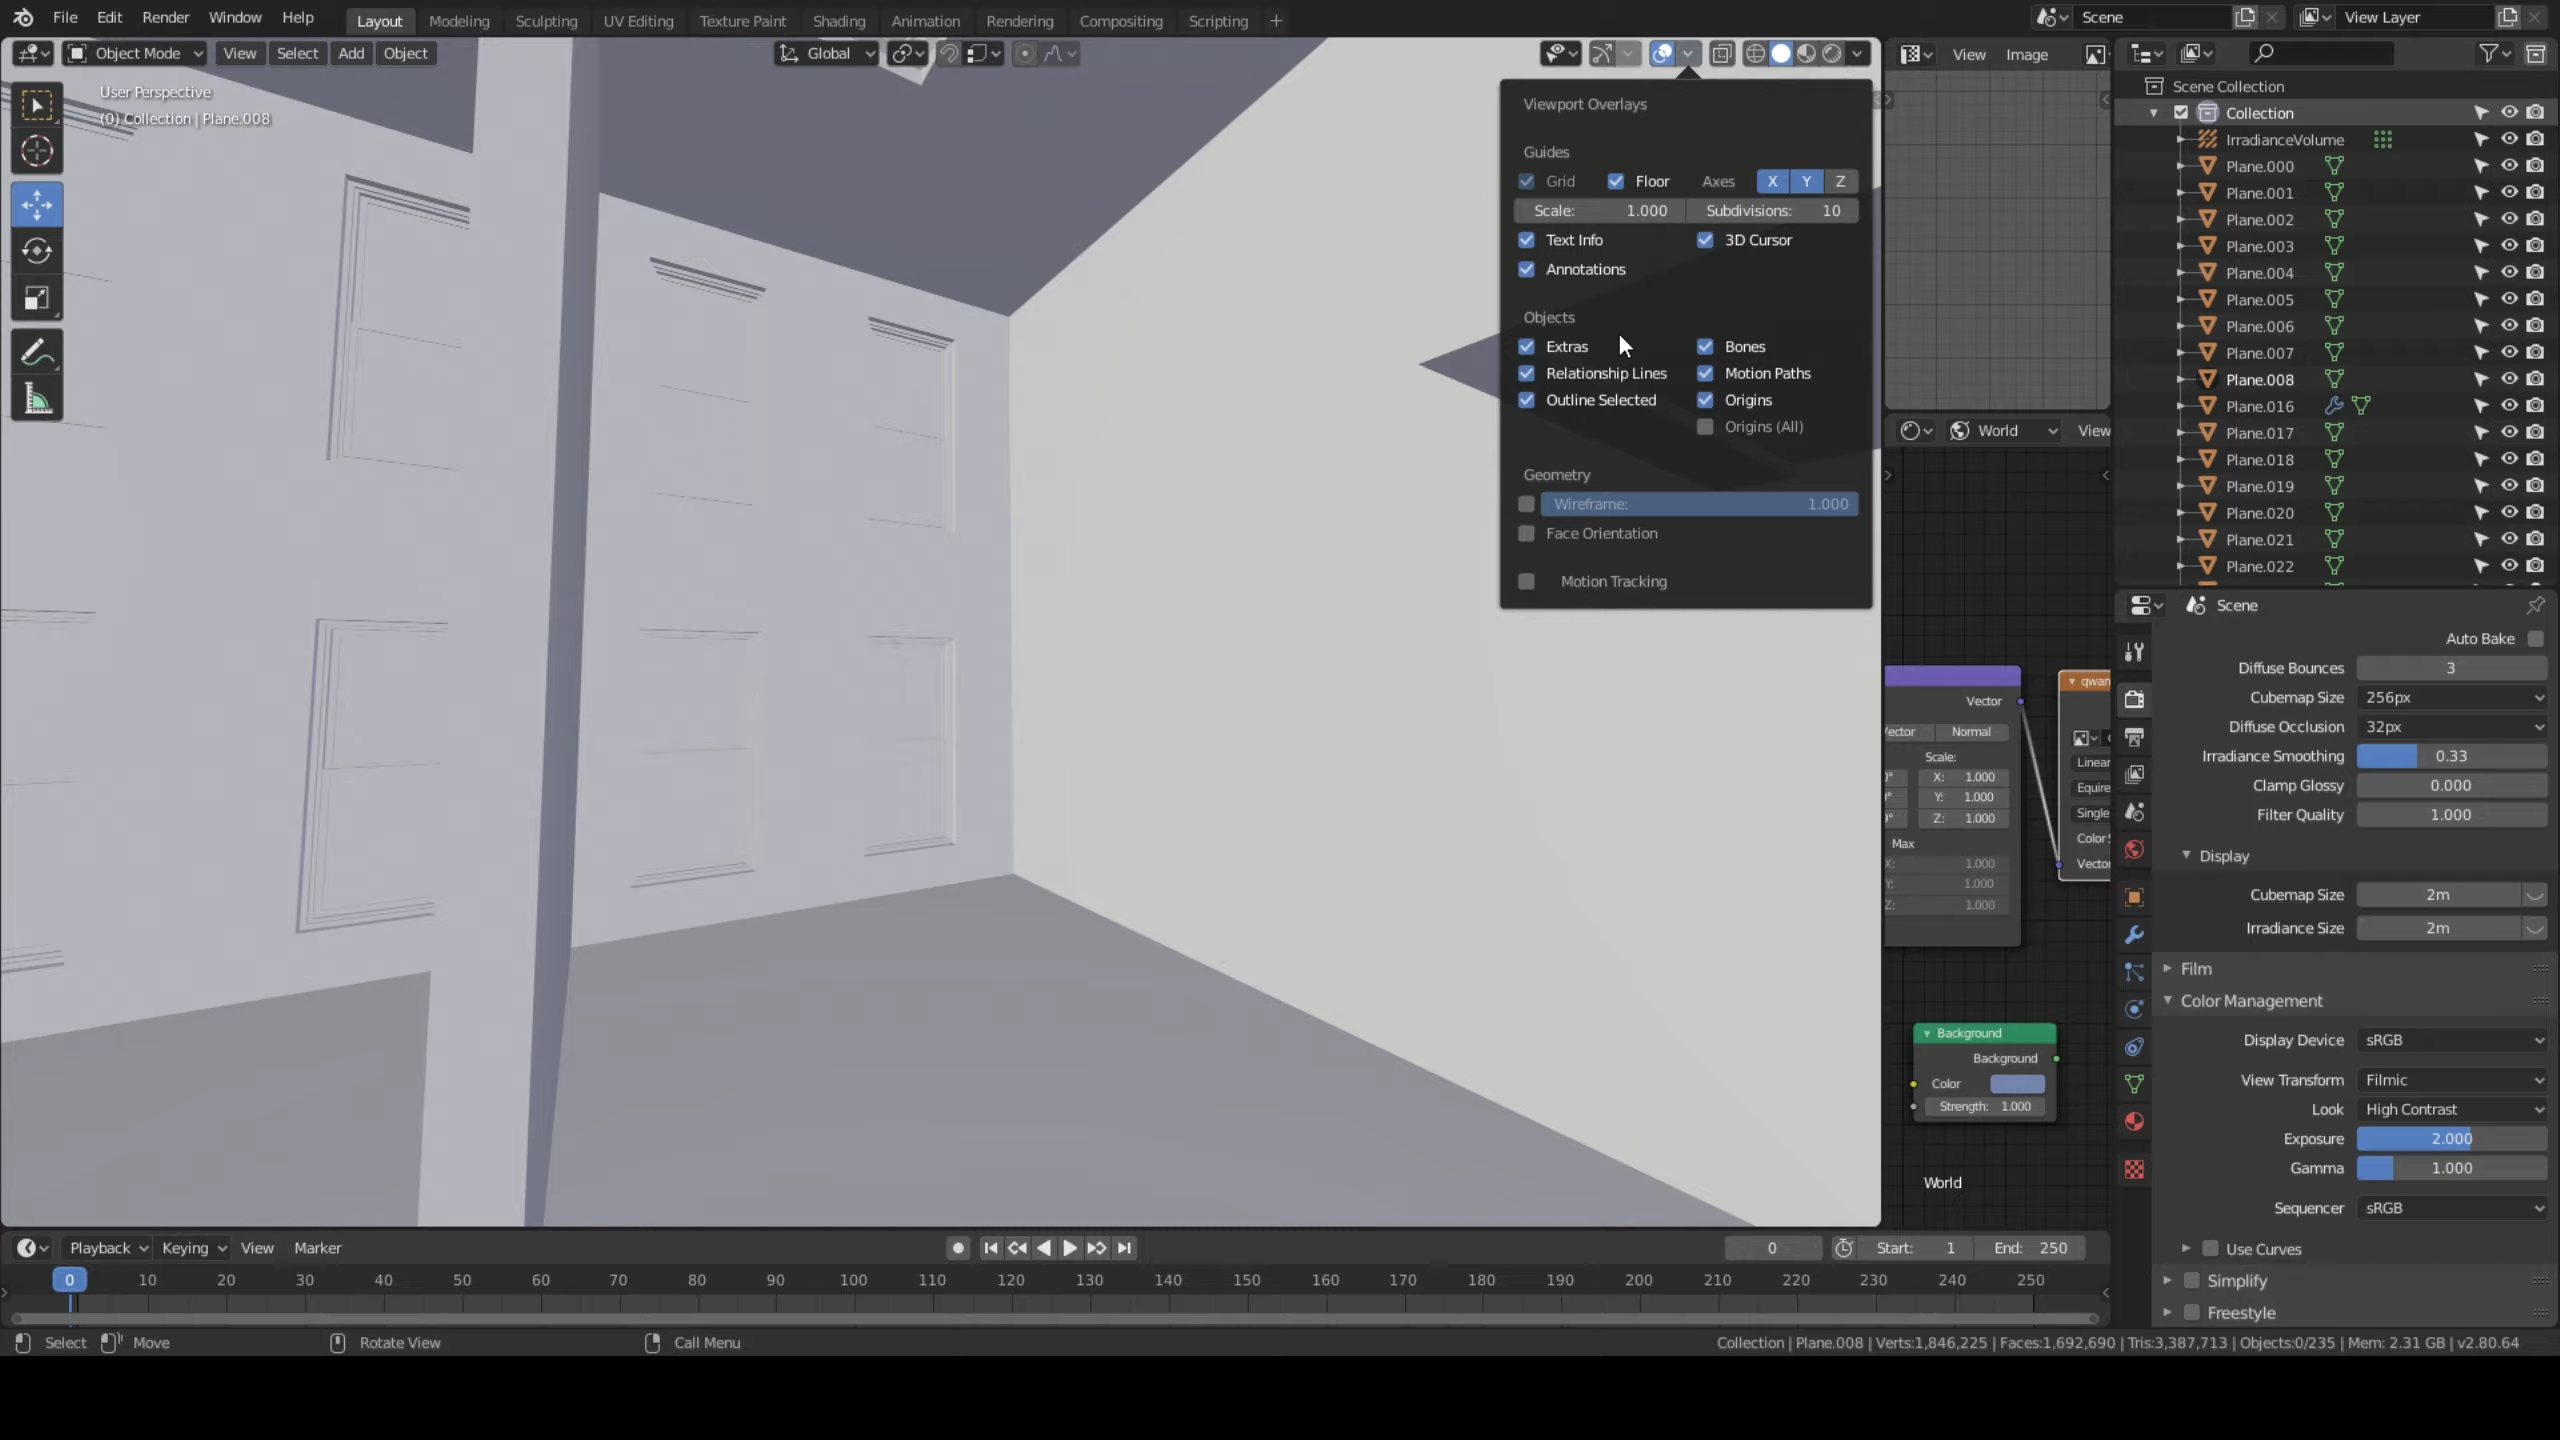 File Edit Render Window Help Layout Modeling Sculpting UV Editing Texture Paint Shading Animation Rendering Compositing Scripting + Scene View Layer
Object Mode View Select Add Object Global View Image
User Perspective
(0) Collection | Plane.008
Viewport Overlays
Guides
Grid Floor Axes X Y Z
Scale: 1.000 Subdivisions: 10
Text Info 3D Cursor
Annotations
Objects
Extras Bones
Relationship Lines Motion Paths
Outline Selected Origins
Origins (All)
Geometry
Wireframe: 1.000
Face Orientation
Motion Tracking
World View
Vector
Vector Normal
Scale:
X: 1.000
Y: 1.000
Z: 1.000
Max
X: 1.000
Y: 1.000
Z: 1.000
qwan
Linear
Equire
Single
Color S
Vecto
Background
Background
Color
Strength: 1.000
World
Scene Collection
Collection
IrradianceVolume
Plane.000
Plane.001
Plane.002
Plane.003
Plane.004
Plane.005
Plane.006
Plane.007
Plane.008
Plane.016
Plane.017
Plane.018
Plane.019
Plane.020
Plane.021
Plane.022
Scene
Auto Bake
Diffuse Bounces 3
Cubemap Size 256px
Diffuse Occlusion 32px
Irradiance Smoothing 0.33
Clamp Glossy 0.000
Filter Quality 1.000
Display
Cubemap Size 2m
Irradiance Size 2m
Film
Color Management
Display Device sRGB
View Transform Filmic
Look High Contrast
Exposure 2.000
Gamma 1.000
Sequencer sRGB
Use Curves
Simplify
Freestyle
Playback Keying View Marker 0 Start: 1 End: 250
0 10 20 30 40 50 60 70 80 90 100 110 120 130 140 150 160 170 180 190 200 210 220 230 240 250
Select Move Rotate View Call Menu Collection | Plane.008 | Verts:1,846,225 | Faces:1,692,690 | Tris:3,387,713 | Objects:0/235 | Mem: 2.31 GB | v2.80.64